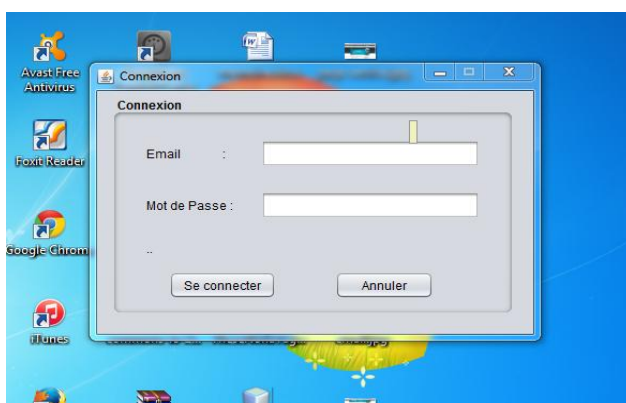 Avast Free
Antivirus
Connexion
Connexion
Foxit Reader
Email :
Mot de Passe :
Google Chrom
..
Se connecter
Annuler
iTunes